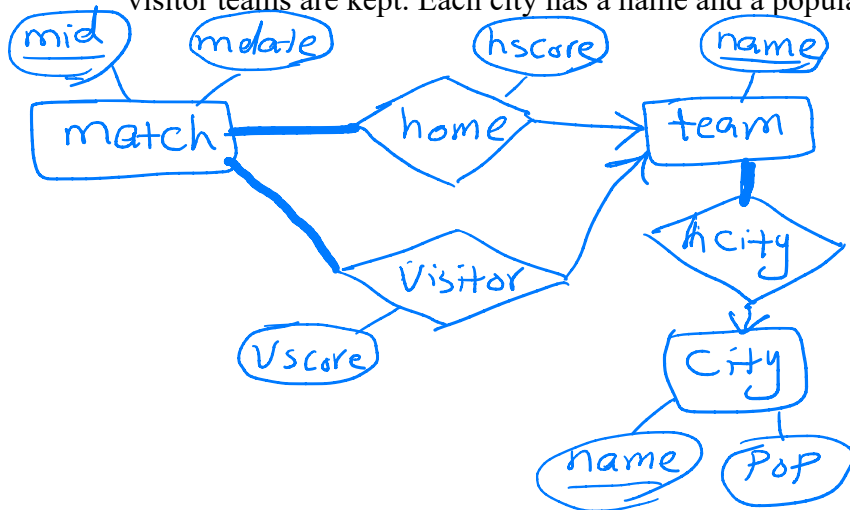 visitor teams are kept. Each city has a name and a popula
mid mdate hscore name
match home team
hcity
Visitor
Vscore
City
name Pop